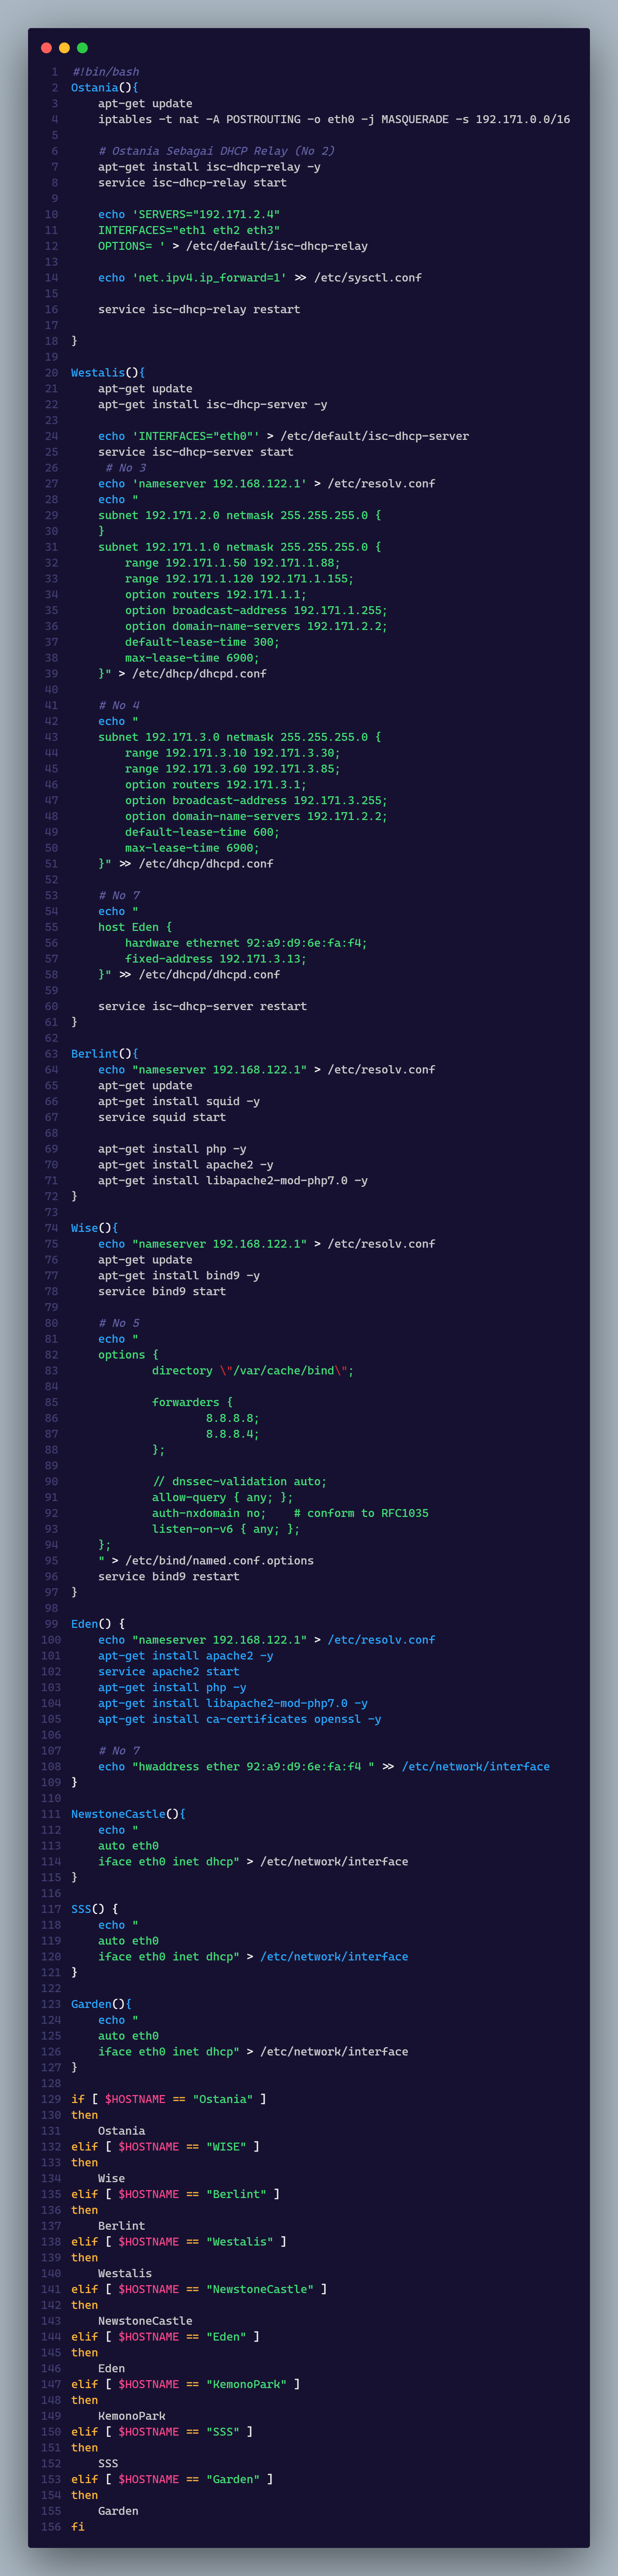 1 #!bin/bash
2 Ostania(){
3     apt-get update
4     iptables -t nat -A POSTROUTING -o eth0 -j MASQUERADE -s 192.171.0.0/16
5
6     # Ostania Sebagai DHCP Relay (No 2)
7     apt-get install isc-dhcp-relay -y
8     service isc-dhcp-relay start
9
10     echo 'SERVERS="192.171.2.4"
11     INTERFACES="eth1 eth2 eth3"
12     OPTIONS= ' > /etc/default/isc-dhcp-relay
13
14     echo 'net.ipv4.ip_forward=1' >> /etc/sysctl.conf
15
16     service isc-dhcp-relay restart
17
18 }
19
20 Westalis(){
21     apt-get update
22     apt-get install isc-dhcp-server -y
23
24     echo 'INTERFACES="eth0"' > /etc/default/isc-dhcp-server
25     service isc-dhcp-server start
26      # No 3
27     echo 'nameserver 192.168.122.1' > /etc/resolv.conf
28     echo "
29     subnet 192.171.2.0 netmask 255.255.255.0 {
30     }
31     subnet 192.171.1.0 netmask 255.255.255.0 {
32         range 192.171.1.50 192.171.1.88;
33         range 192.171.1.120 192.171.1.155;
34         option routers 192.171.1.1;
35         option broadcast-address 192.171.1.255;
36         option domain-name-servers 192.171.2.2;
37         default-lease-time 300;
38         max-lease-time 6900;
39     }" > /etc/dhcp/dhcpd.conf
40
41     # No 4
42     echo "
43     subnet 192.171.3.0 netmask 255.255.255.0 {
44         range 192.171.3.10 192.171.3.30;
45         range 192.171.3.60 192.171.3.85;
46         option routers 192.171.3.1;
47         option broadcast-address 192.171.3.255;
48         option domain-name-servers 192.171.2.2;
49         default-lease-time 600;
50         max-lease-time 6900;
51     }" >> /etc/dhcp/dhcpd.conf
52
53     # No 7
54     echo "
55     host Eden {
56         hardware ethernet 92:a9:d9:6e:fa:f4;
57         fixed-address 192.171.3.13;
58     }" >> /etc/dhcpd/dhcpd.conf
59
60     service isc-dhcp-server restart
61 }
62
63 Berlint(){
64     echo "nameserver 192.168.122.1" > /etc/resolv.conf
65     apt-get update
66     apt-get install squid -y
67     service squid start
68
69     apt-get install php -y
70     apt-get install apache2 -y
71     apt-get install libapache2-mod-php7.0 -y
72 }
73
74 Wise(){
75     echo "nameserver 192.168.122.1" > /etc/resolv.conf
76     apt-get update
77     apt-get install bind9 -y
78     service bind9 start
79
80     # No 5
81     echo "
82     options {
83             directory \"/var/cache/bind\";
84
85             forwarders {
86                     8.8.8.8;
87                     8.8.8.4;
88             };
89
90             // dnssec-validation auto;
91             allow-query { any; };
92             auth-nxdomain no;    # conform to RFC1035
93             listen-on-v6 { any; };
94     };
95     " > /etc/bind/named.conf.options
96     service bind9 restart
97 }
98
99 Eden() {
100     echo "nameserver 192.168.122.1" > /etc/resolv.conf
101     apt-get install apache2 -y
102     service apache2 start
103     apt-get install php -y
104     apt-get install libapache2-mod-php7.0 -y
105     apt-get install ca-certificates openssl -y
106
107     # No 7
108     echo "hwaddress ether 92:a9:d9:6e:fa:f4 " >> /etc/network/interface
109 }
110
111 NewstoneCastle(){
112     echo "
113     auto eth0
114     iface eth0 inet dhcp" > /etc/network/interface
115 }
116
117 SSS() {
118     echo "
119     auto eth0
120     iface eth0 inet dhcp" > /etc/network/interface
121 }
122
123 Garden(){
124     echo "
125     auto eth0
126     iface eth0 inet dhcp" > /etc/network/interface
127 }
128
129 if [ $HOSTNAME == "Ostania" ]
130 then
131     Ostania
132 elif [ $HOSTNAME == "WISE" ]
133 then
134     Wise
135 elif [ $HOSTNAME == "Berlint" ]
136 then
137     Berlint
138 elif [ $HOSTNAME == "Westalis" ]
139 then
140     Westalis
141 elif [ $HOSTNAME == "NewstoneCastle" ]
142 then
143     NewstoneCastle
144 elif [ $HOSTNAME == "Eden" ]
145 then
146     Eden
147 elif [ $HOSTNAME == "KemonoPark" ]
148 then
149     KemonoPark
150 elif [ $HOSTNAME == "SSS" ]
151 then
152     SSS
153 elif [ $HOSTNAME == "Garden" ]
154 then
155     Garden
156 fi